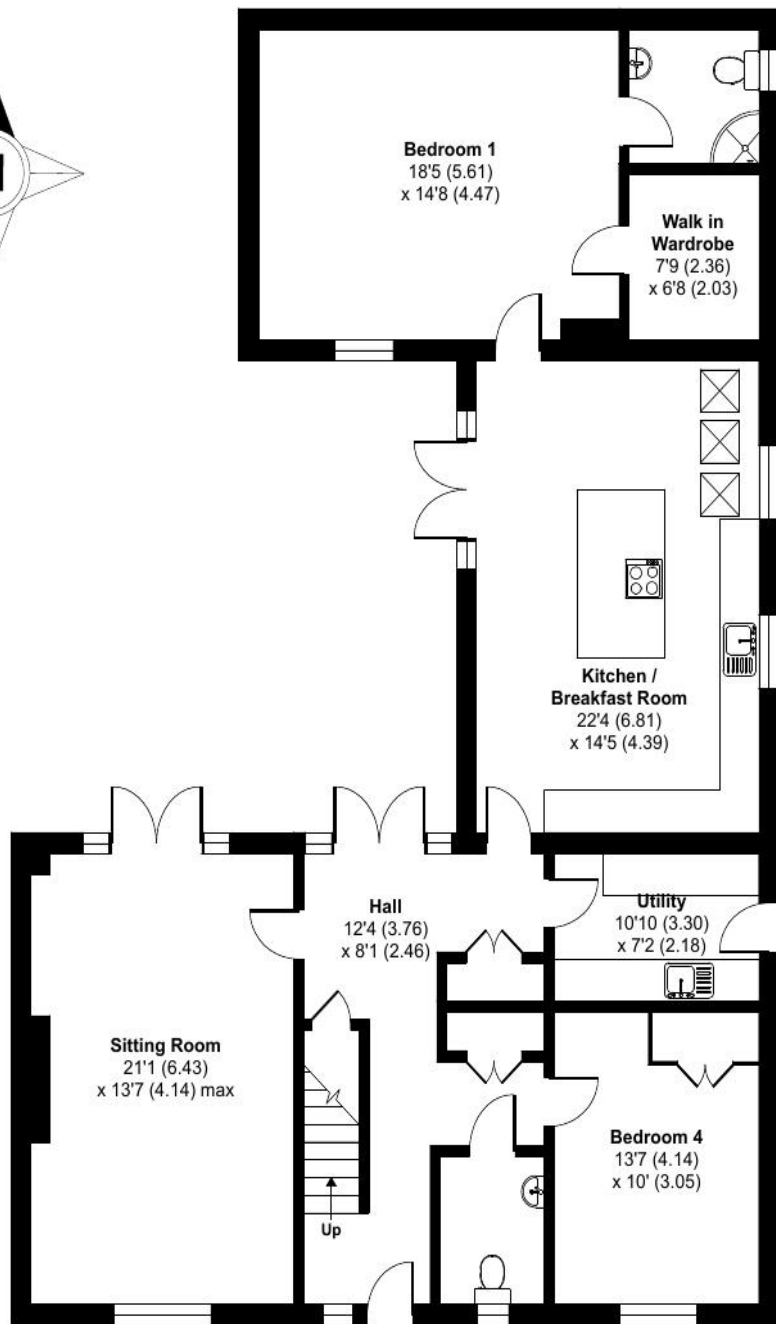 Bedroom 1
18'5 (5.61)
x 14'8 (4.47)
Walk in
Wardrobe
7'9 (2.36)
x 6'8 (2.03)
Kitchen /
Breakfast Room
22'4 (6.81)
x 14'5 (4.39)
Hall
12'4 (3.76)
x 8'1 (2.46)
Utility
10'10 (3.30)
x 7'2 (2.18)
Sitting Room
21'1 (6.43)
x 13'7 (4.14) max
Bedroom 4
13'7 (4.14)
x 10' (3.05)
Up